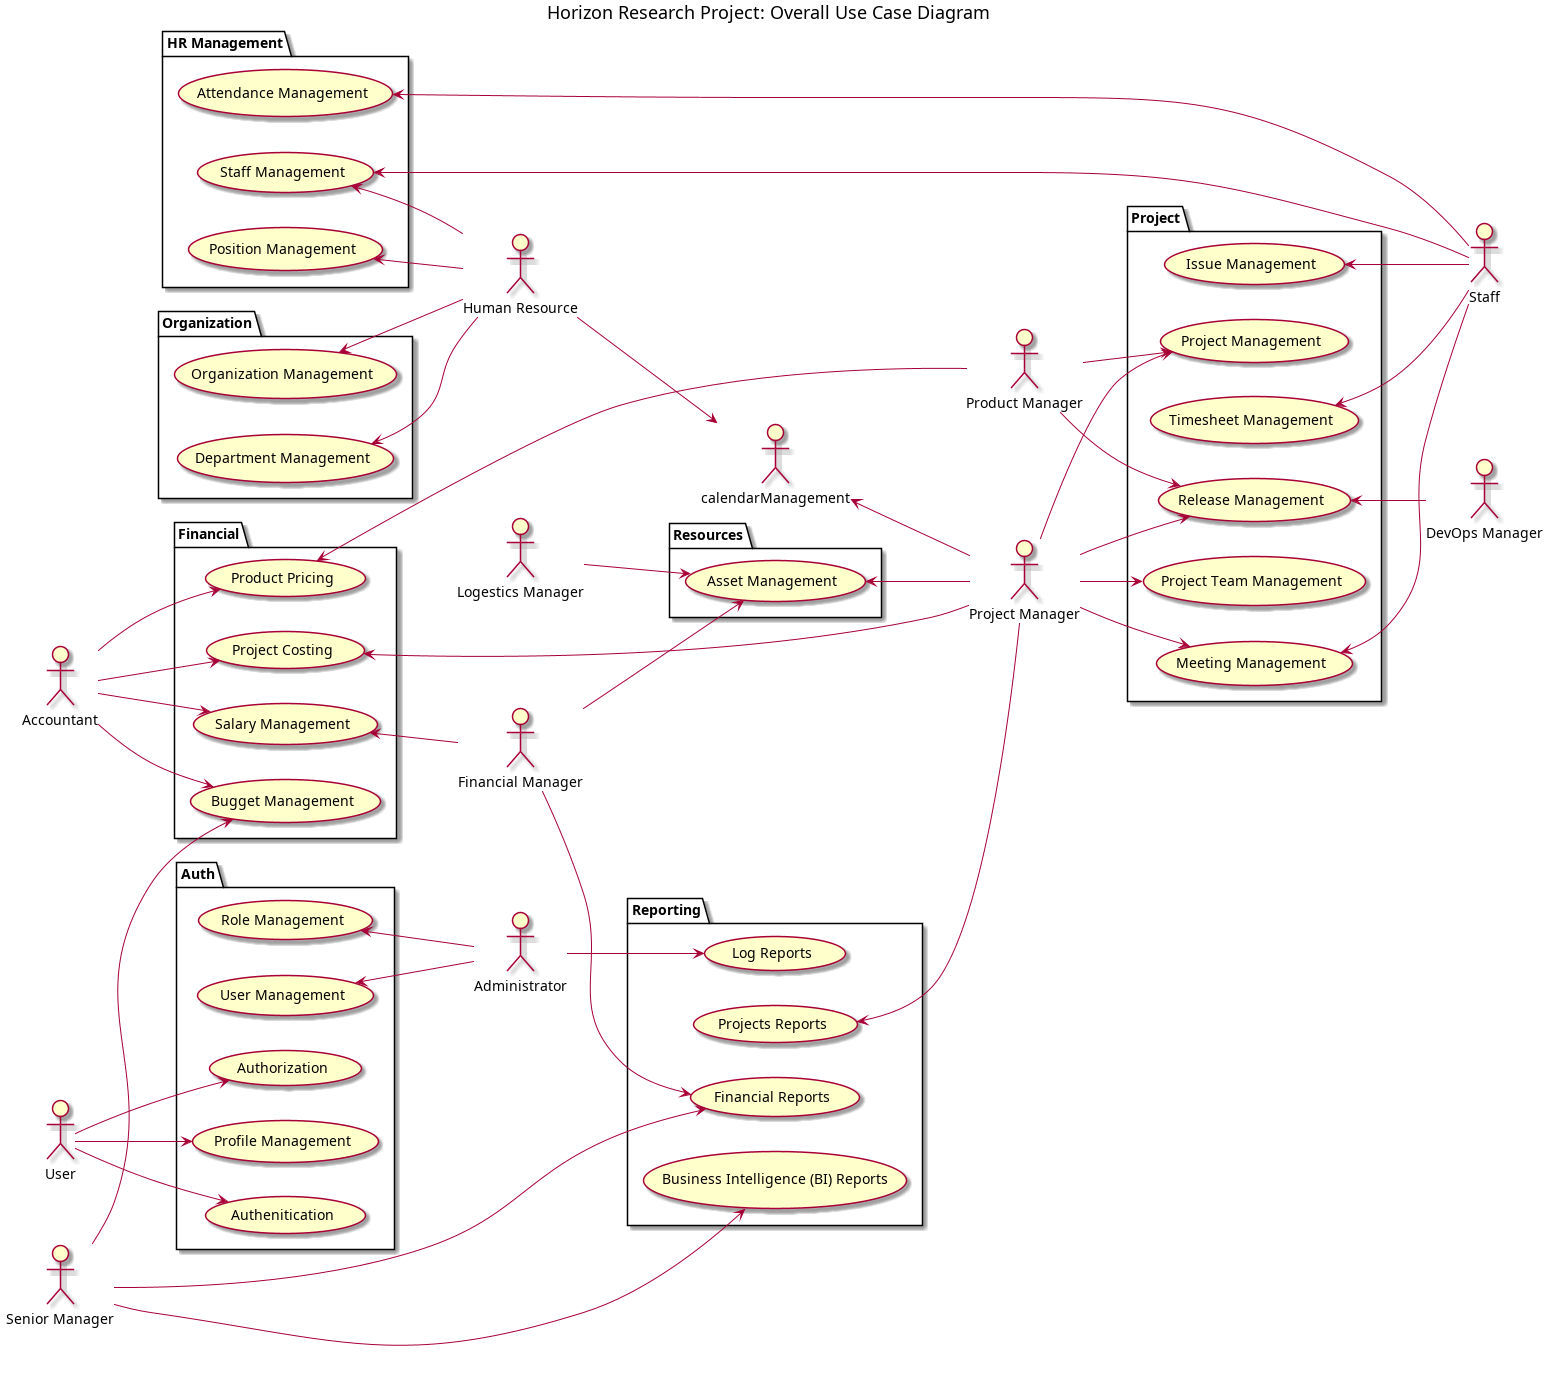 Horizon Research Project: Overall Use Case Diagram
HR Management
Attendance Management
Staff Management
Position Management
Human Resource
Organization
Organization Management
Department Management
Project
Issue Management
Project Management
Timesheet Management
Release Management
Project Team Management
Meeting Management
Staff
Product Manager
DevOps Manager
calendarManagement
Financial
Product Pricing
Project Costing
Salary Management
Bugget Management
Logestics Manager
Resources
Asset Management
Project Manager
Accountant
Financial Manager
Auth
Role Management
User Management
Authorization
Profile Management
Authenitication
Administrator
Reporting
Log Reports
Projects Reports
Financial Reports
Business Intelligence (BI) Reports
User
Senior Manager